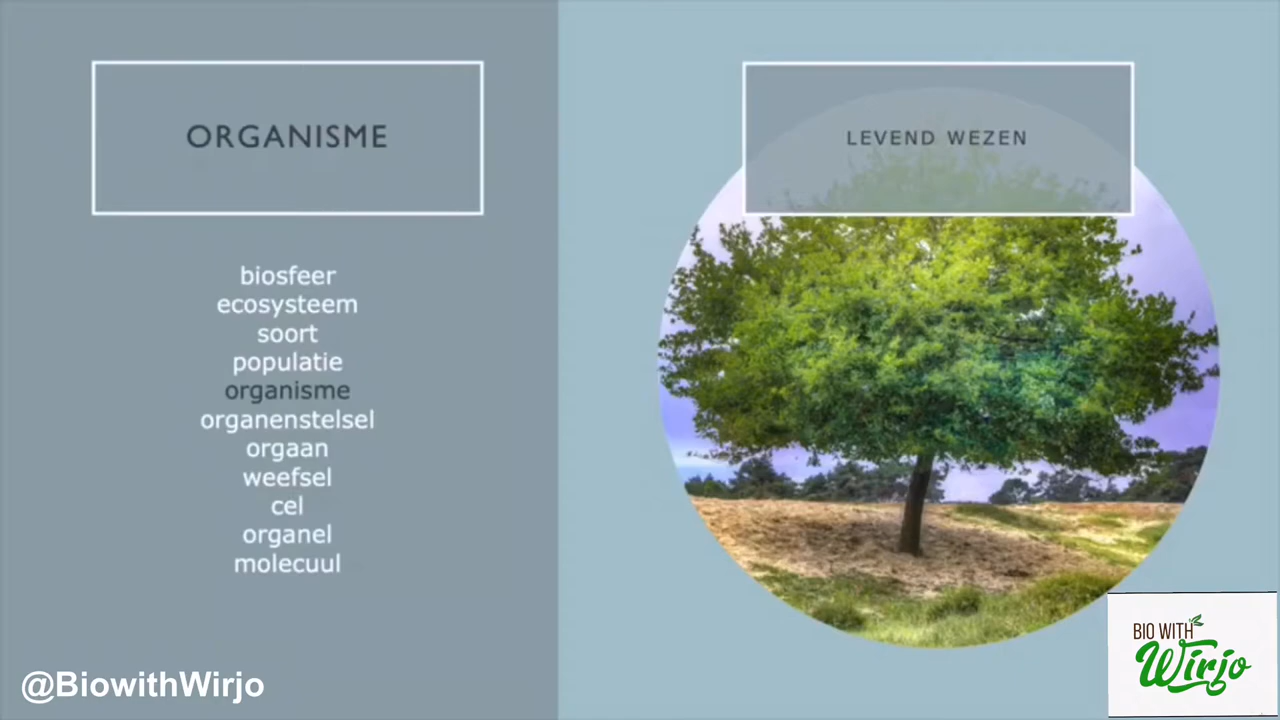 ORGANISME
biosfeer
ecosysteem
soort
populatie
organisme
organenstelsel
orgaan
weefsel
cel
organel
molecuul
@BiowithWirjo
LEVEND WEZEN
BIO WITH
Wirjo